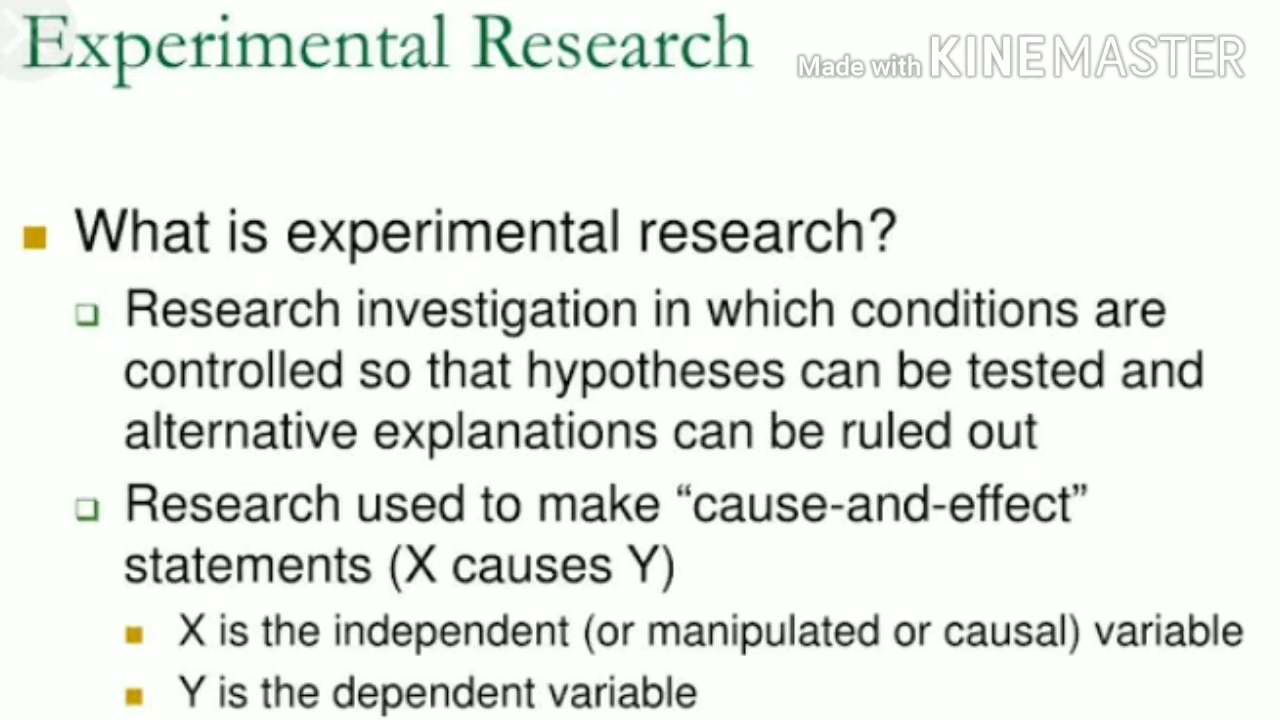 Experimental Research
Made with KINEMASTER
What is experimental research?
Research investigation in which conditions are
controlled so that hypotheses can be tested and
alternative explanations can be ruled out
Research used to make “cause-and-effect”
statements (X causes Y)
X is the independent (or manipulated or causal) variable
Y is the dependent variable